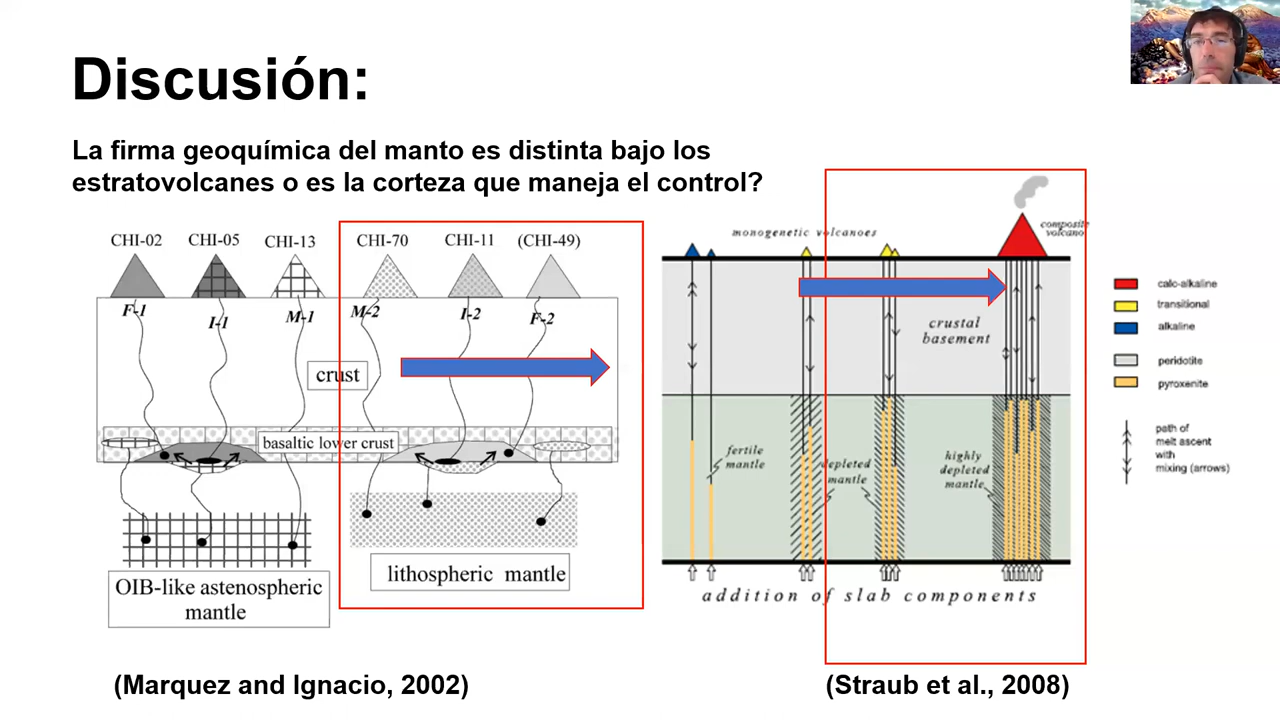 Discusión:
La firma geoquímica del manto es distinta bajo los
estratovolcanes o es la corteza que maneja el control?
CHI-02 CHI-05 CHI-13 CHI-70 CHI-11 (CHI-49)
F-1 I-1 M-1 M-2 I-2 F-2
crust
basaltic lower crust
OIB-like astenospheric
mantle
lithospheric mantle
(Marquez and Ignacio, 2002)
monogenetic volcanoes
composite
volcano
crustal
basement
fertile
mantle
depleted
mantle
highly
depleted
mantle
addition of slab components
calc-alkaline
transitional
alkaline
peridotite
pyroxenite
path of
melt ascent
with
mixing (arrows)
(Straub et al., 2008)